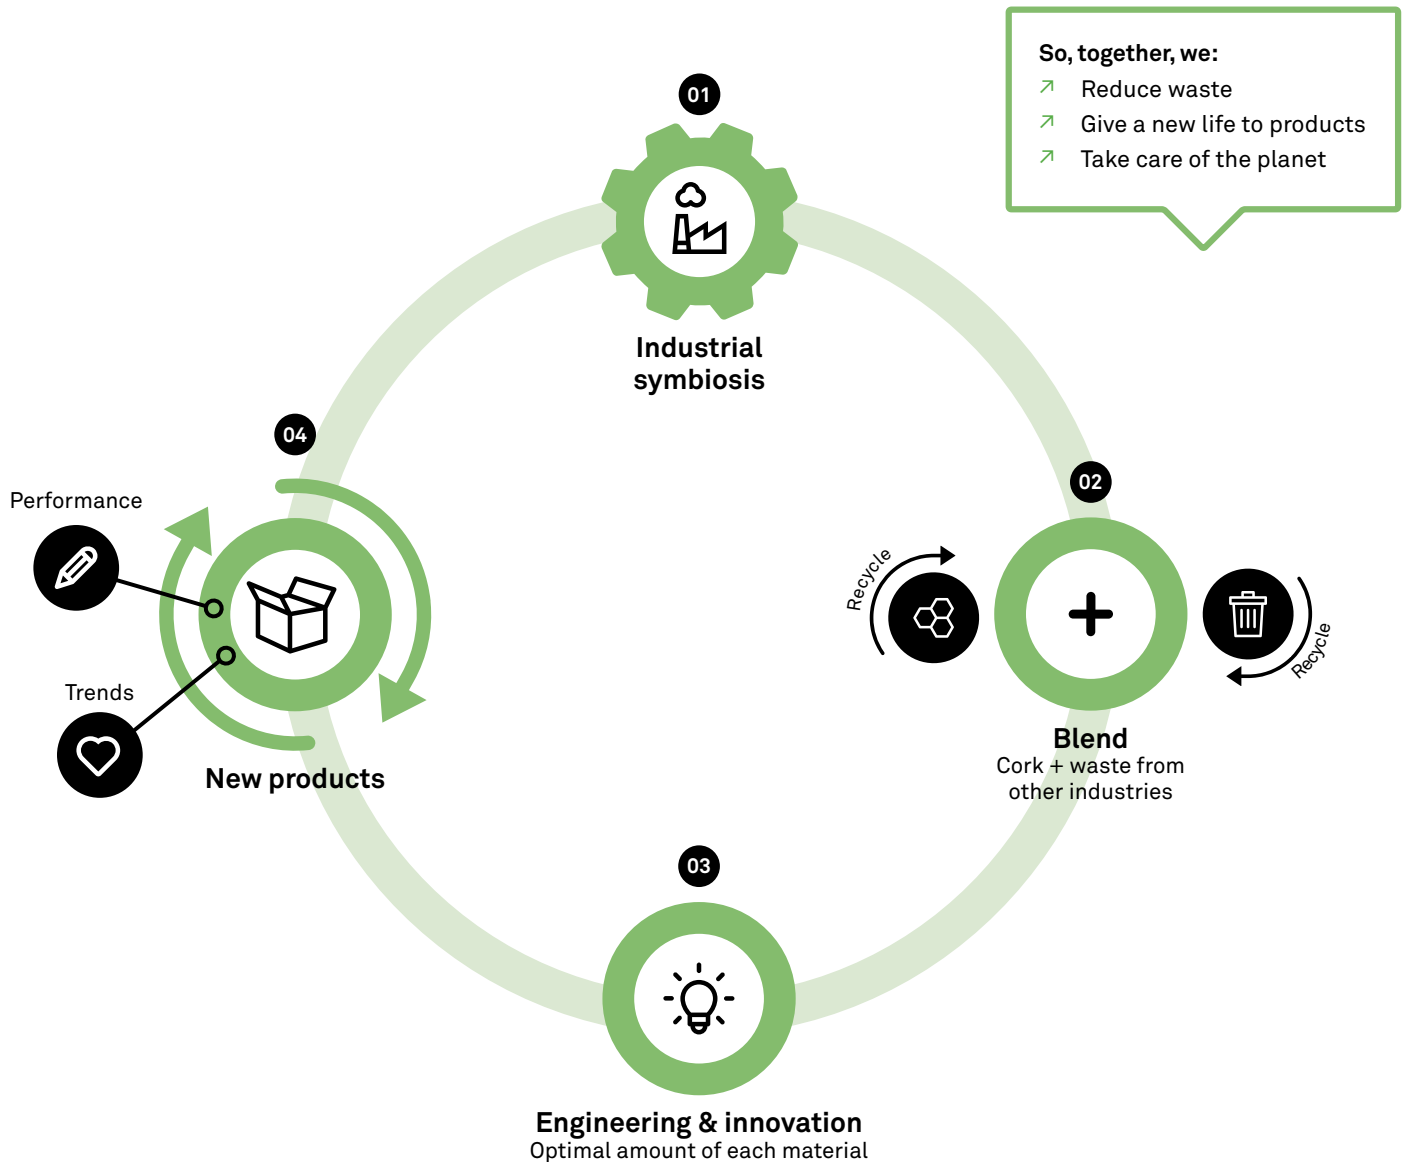 So, together, we:
Reduce waste
Give a new life to products
Take care of the planet
01
Industrial
symbiosis
02
Recycle
Recycle
Blend
Cork + waste from
other industries
03
Engineering & innovation
Optimal amount of each material
04
Performance
Trends
New products